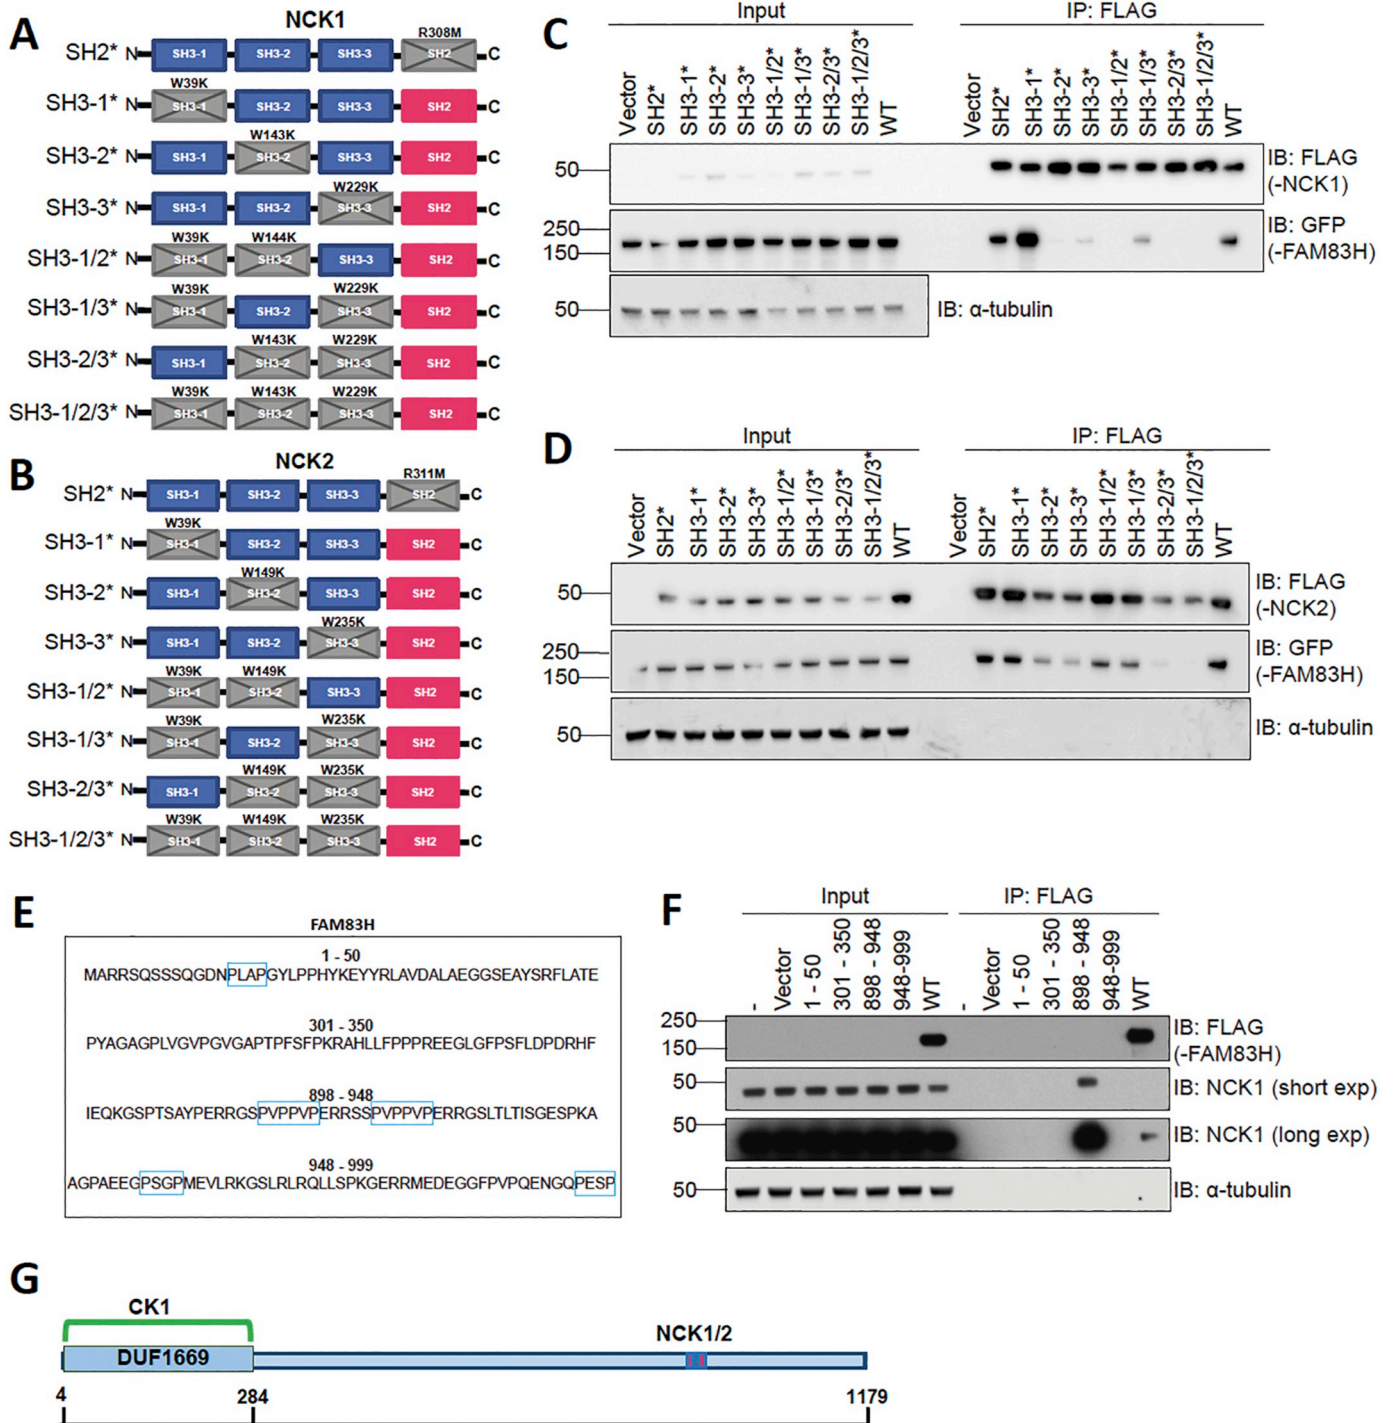 A
NCK1
R308M
SH2* N SH3-1 SH3-2 SH3-3 SH2 C
W39K
SH3-1* N SH3-1 SH3-2 SH3-3 SH2 C
W143K
SH3-2* N SH3-1 SH3-2 SH3-3 SH2 C
W229K
SH3-3* N SH3-1 SH3-2 SH3-3 SH2 C
W39K W144K
SH3-1/2* N SH3-1 SH3-2 SH3-3 SH2 C
W39K W229K
SH3-1/3* N SH3-1 SH3-2 SH3-3 SH2 C
W143K W229K
SH3-2/3* N SH3-1 SH3-2 SH3-3 SH2 C
W39K W143K W229K
SH3-1/2/3* N SH3-1 SH3-2 SH3-3 SH2 C
B
NCK2
R311M
SH2* N SH3-1 SH3-2 SH3-3 SH2 C
W39K
SH3-1* N SH3-1 SH3-2 SH3-3 SH2 C
W149K
SH3-2* N SH3-1 SH3-2 SH3-3 SH2 C
W235K
SH3-3* N SH3-1 SH3-2 SH3-3 SH2 C
W39K W149K
SH3-1/2* N SH3-1 SH3-2 SH3-3 SH2 C
W39K W235K
SH3-1/3* N SH3-1 SH3-2 SH3-3 SH2 C
W149K W235K
SH3-2/3* N SH3-1 SH3-2 SH3-3 SH2 C
W39K W149K W235K
SH3-1/2/3* N SH3-1 SH3-2 SH3-3 SH2 C
C
Input IP: FLAG
Vector SH2* SH3-1* SH3-2* SH3-3* SH3-1/2* SH3-1/3* SH3-2/3* SH3-1/2/3* WT Vector SH2* SH3-1* SH3-2* SH3-3* SH3-1/2* SH3-1/3* SH3-2/3* SH3-1/2/3* WT
50 IB: FLAG
(-NCK1)
250 IB: GFP
150 (-FAM83H)
50 IB: α-tubulin
D
Input IP: FLAG
Vector SH2* SH3-1* SH3-2* SH3-3* SH3-1/2* SH3-1/3* SH3-2/3* SH3-1/2/3* WT Vector SH2* SH3-1* SH3-2* SH3-3* SH3-1/2* SH3-1/3* SH3-2/3* SH3-1/2/3* WT
50 IB: FLAG
(-NCK2)
250 IB: GFP
150 (-FAM83H)
50 IB: α-tubulin
E
FAM83H
1 - 50
MARRSQSSSQGDNPLAPGYLPPHYKEYYRLAVDALAEGGSEAYSRFLATE
301 - 350
PYAGAGPLVGVPGVGAPTPFSFPKRAHLLFPPPREEGLGFPSFLDPDRHF
898 - 948
IEQKGSPTSAYPERRGSPVPPVPERRSSPVPPVPERRGSLTLTISGESPKA
948 - 999
AGPAEEGPSGPMEVLRKGSLRLRQLLSPKGERRMEDEGGFPVPQENGQPESP
F
Input IP: FLAG
- Vector 1 - 50 301 - 350 898 - 948 948-999 WT - Vector 1 - 50 301 - 350 898 - 948 948-999 WT
250 IB: FLAG
150 (-FAM83H)
50 IB: NCK1 (short exp)
50 IB: NCK1 (long exp)
50 IB: α-tubulin
G
CK1
NCK1/2
DUF1669
4 284 1179